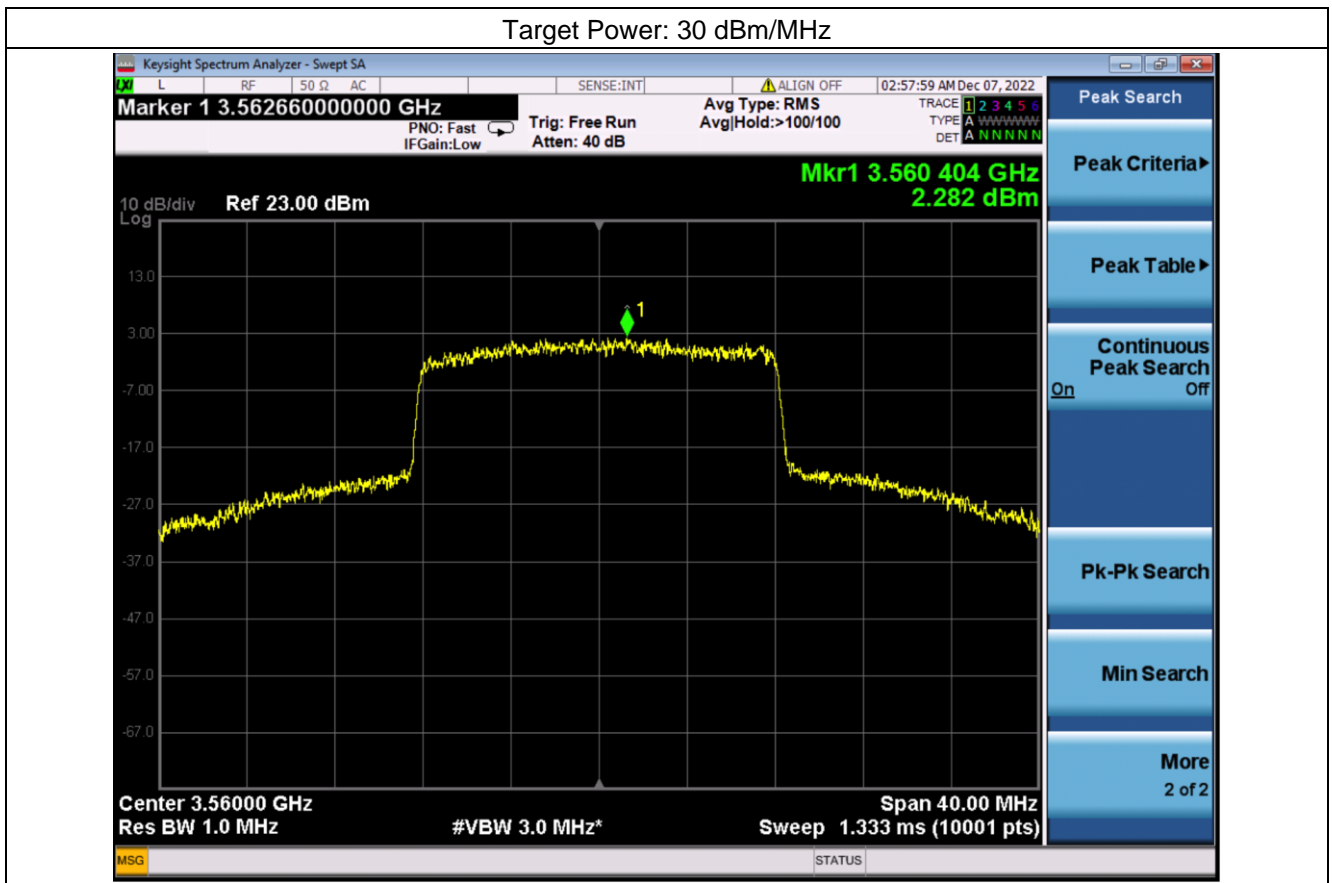 Target Power: 30 dBm/MHz
Keysight Spectrum Analyzer - Swept SA
LXI L RF 50 Ω AC SENSE:INT ALIGN OFF 02:57:59 AM Dec 07, 2022
Marker 1 3.562660000000 GHz
PNO: Fast
IFGain:Low
Trig: Free Run
Atten: 40 dB
Avg Type: RMS
Avg|Hold:>100/100
TRACE 1 2 3 4 5 6
TYPE A WWWWW
DET A N N N N N
Mkr1 3.560 404 GHz
2.282 dBm
10 dB/div Ref 23.00 dBm
Log
1
13.0
3.00
-7.00
-17.0
-27.0
-37.0
-47.0
-57.0
-67.0
Center 3.56000 GHz Span 40.00 MHz
Res BW 1.0 MHz #VBW 3.0 MHz* Sweep 1.333 ms (10001 pts)
MSG STATUS
Peak Search
Peak Criteria▶
Peak Table▶
Continuous
Peak Search
On Off
Pk-Pk Search
Min Search
More
2 of 2